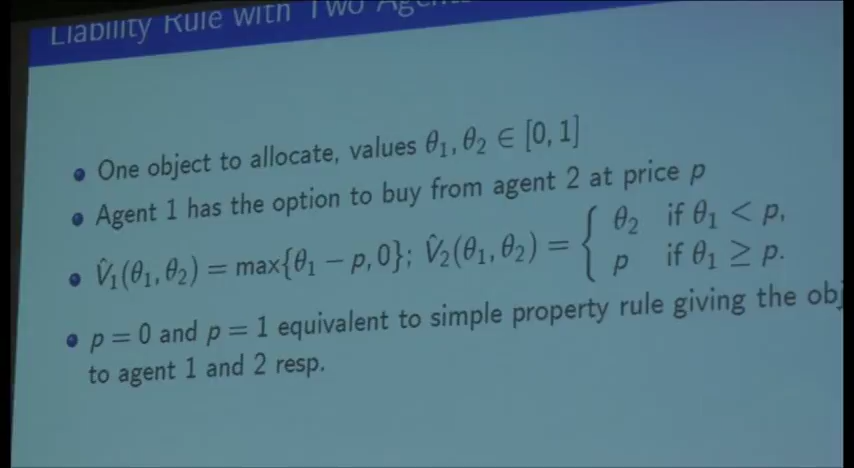 Liability Rule with Two
One object to allocate, values θ₁, θ₂ ∈ [0, 1]
Agent 1 has the option to buy from agent 2 at price p
V̂₁(θ₁, θ₂) = max{θ₁ − p, 0}; V̂₂(θ₁, θ₂) = { θ₂ if θ₁ < p, p if θ₁ ≥ p.
p = 0 and p = 1 equivalent to simple property rule giving the obj
to agent 1 and 2 resp.